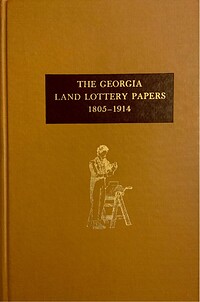 THE GEORGIA
LAND LOTTERY PAPERS
1805–1914